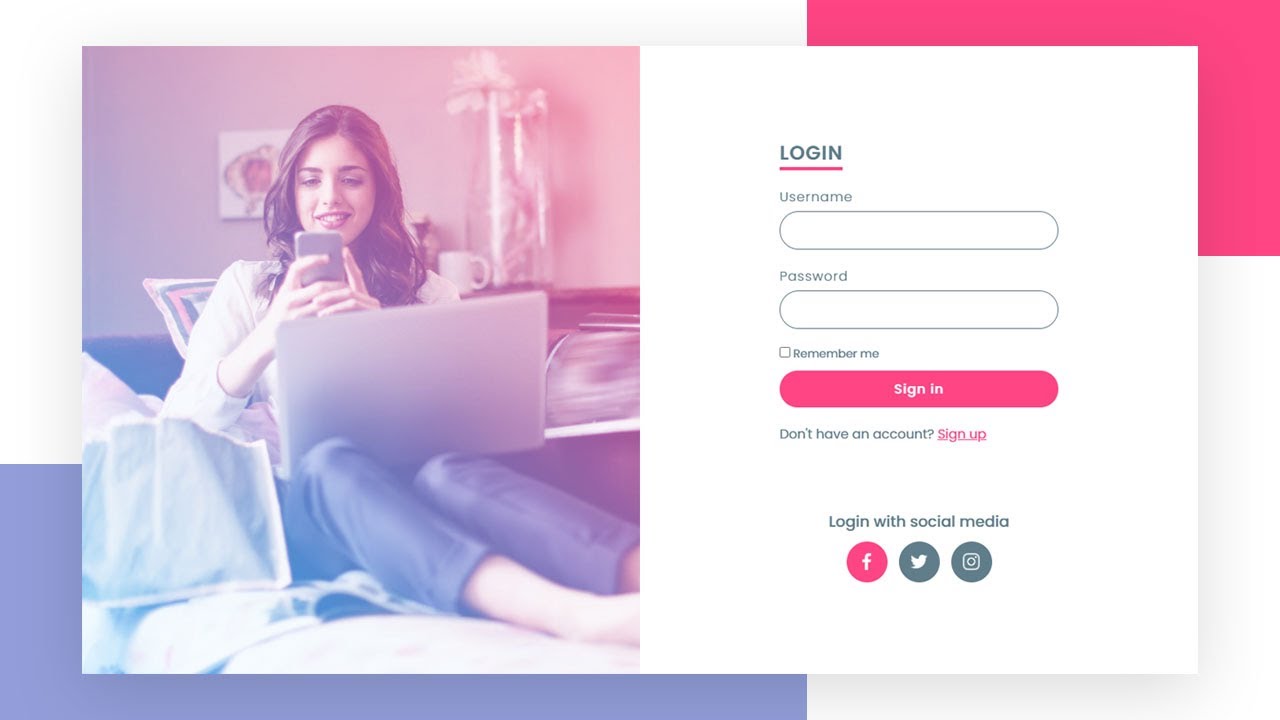 LOGIN
Username
Password
Remember me
Sign in
Don't have an account? Sign up
Login with social media